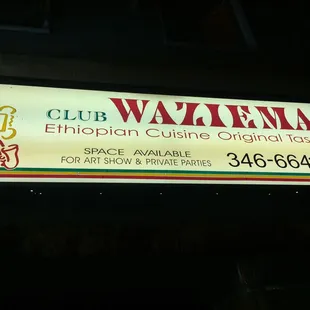 CLUB WAZIEMA
Ethiopian Cuisine Original Tas
SPACE AVAILABLE
FOR ART SHOW & PRIVATE PARTIES
346-664